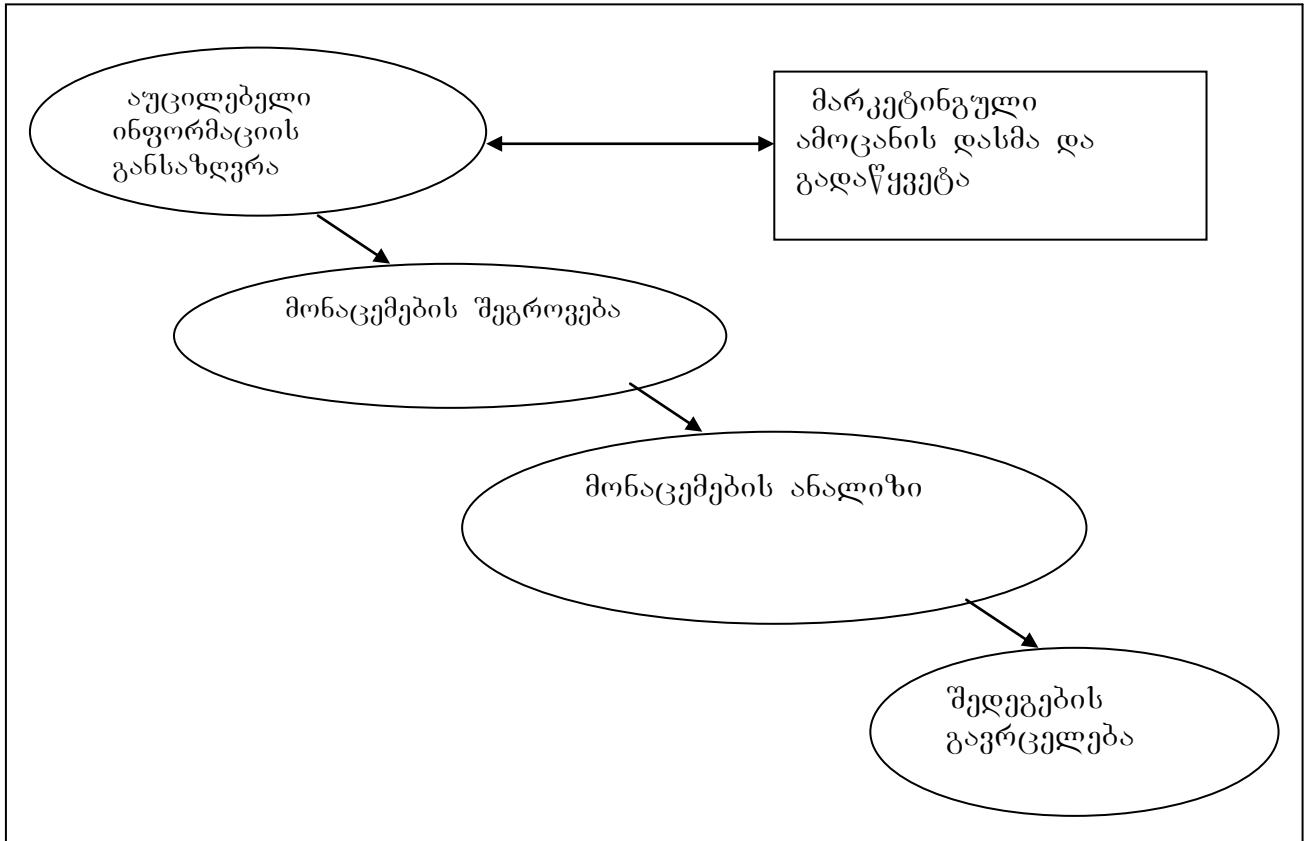 აუცილებელი
ინფორმაციის
განსაზღვრა
მარკეტინგული
ამოცანის დასმა და
გადაწყვეტა
მონაცემების შეგროვება
მონაცემების ანალიზი
შედეგების
გავრცელება